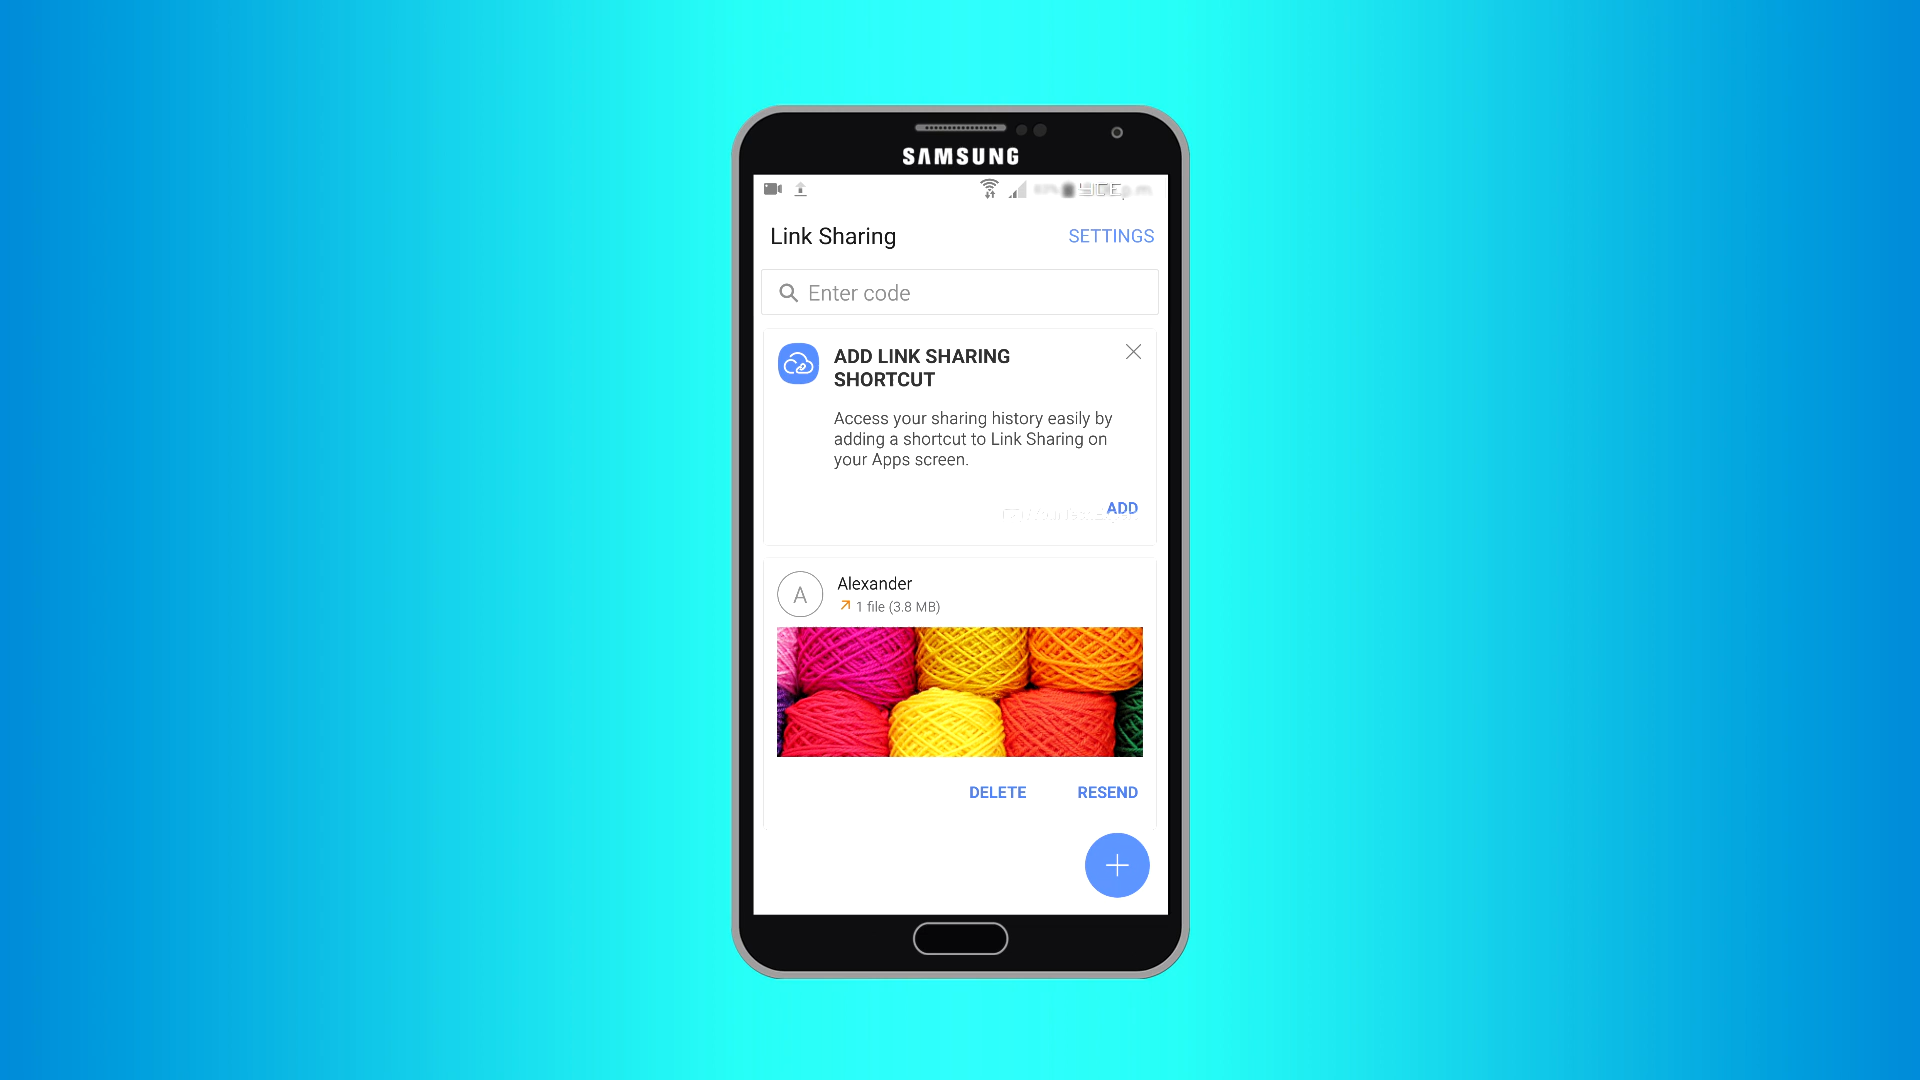 SAMSUNG
Link Sharing
SETTINGS
Enter code
ADD LINK SHARING
SHORTCUT
Access your sharing history easily by
adding a shortcut to Link Sharing on
your Apps screen.
ADD
A
Alexander
1 file (3.8 MB)
DELETE
RESEND